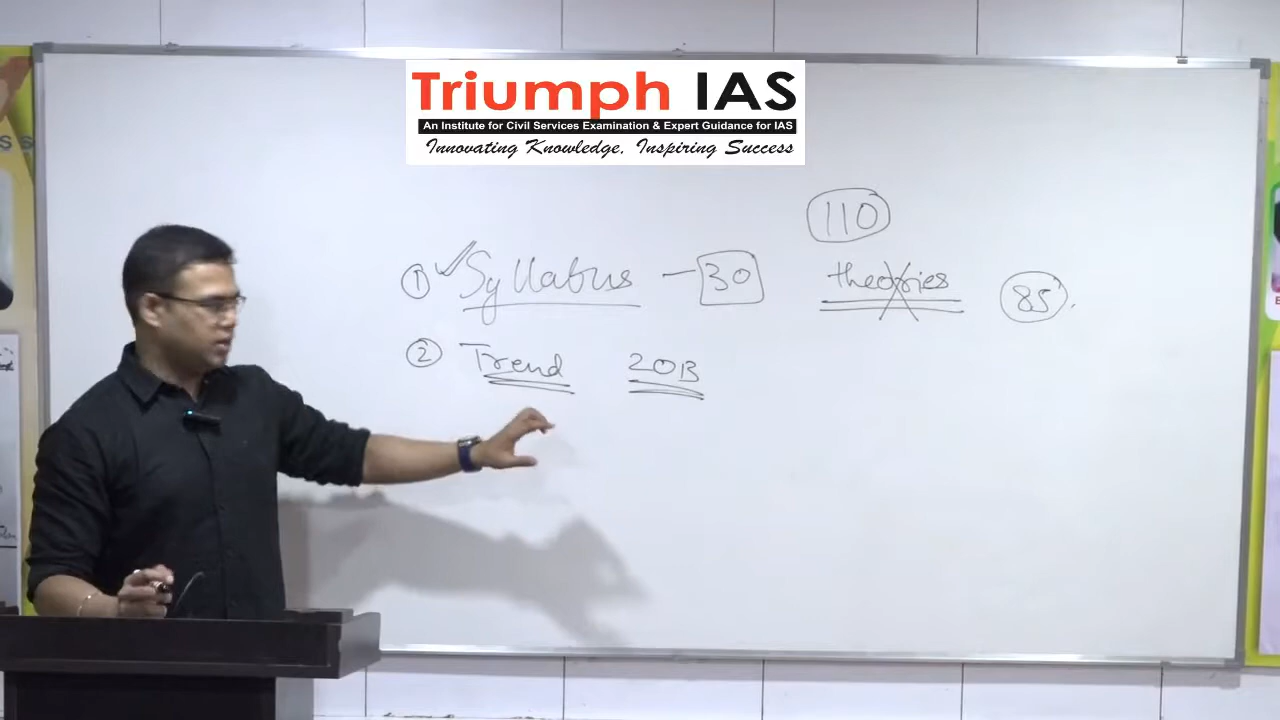 Triumph IAS
An Institute for Civil Services Examination & Expert Guidance for IAS
Innovating Knowledge, Inspiring Success
110
① ✓ Syllabus - 30 theories 85
② Trend 20B